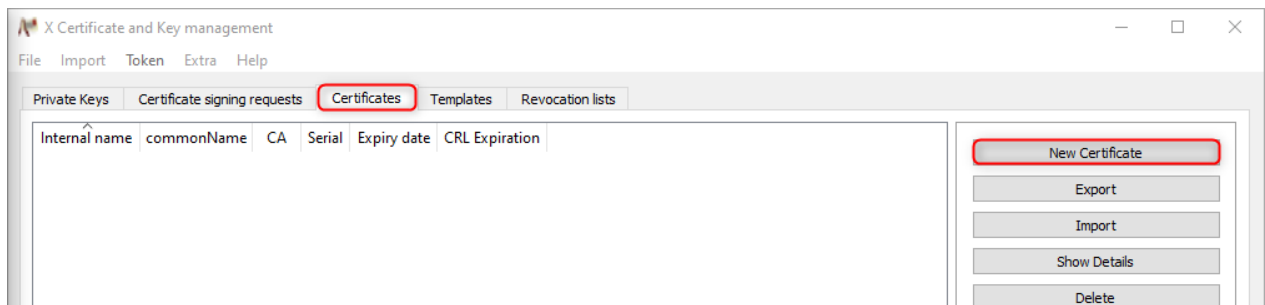 X Certificate and Key management
File Import Token Extra Help
Private Keys Certificate signing requests Certificates Templates Revocation lists
Internal name commonName CA Serial Expiry date CRL Expiration
New Certificate
Export
Import
Show Details
Delete